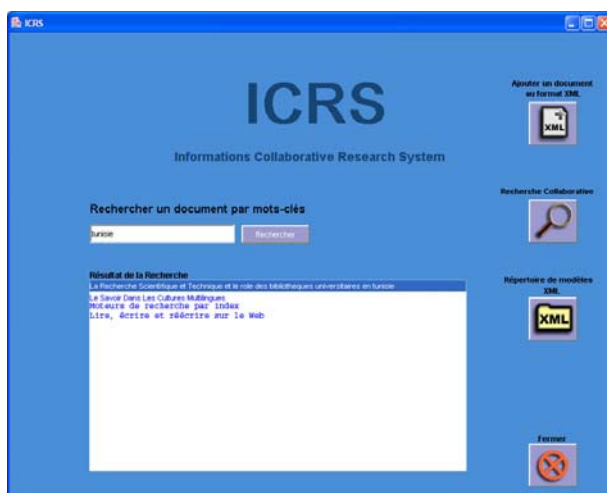 ICRS
ICRS
Informations Collaborative Research System
Rechercher un document par mots-clés
tunisie
Rechercher
Résultat de la Recherche
La Recherche Scientifique et Technique et le role des bibliotheques universitaires en tunisie
Le Savoir Dans Les Cultures Multilingues
Moteurs de recherche par index
Lire, écrire et réécrire sur le Web
Ajouter un document
au format XML
XML
Recherche Collaborative
Répertoire de modèles
XML
XML
Fermer